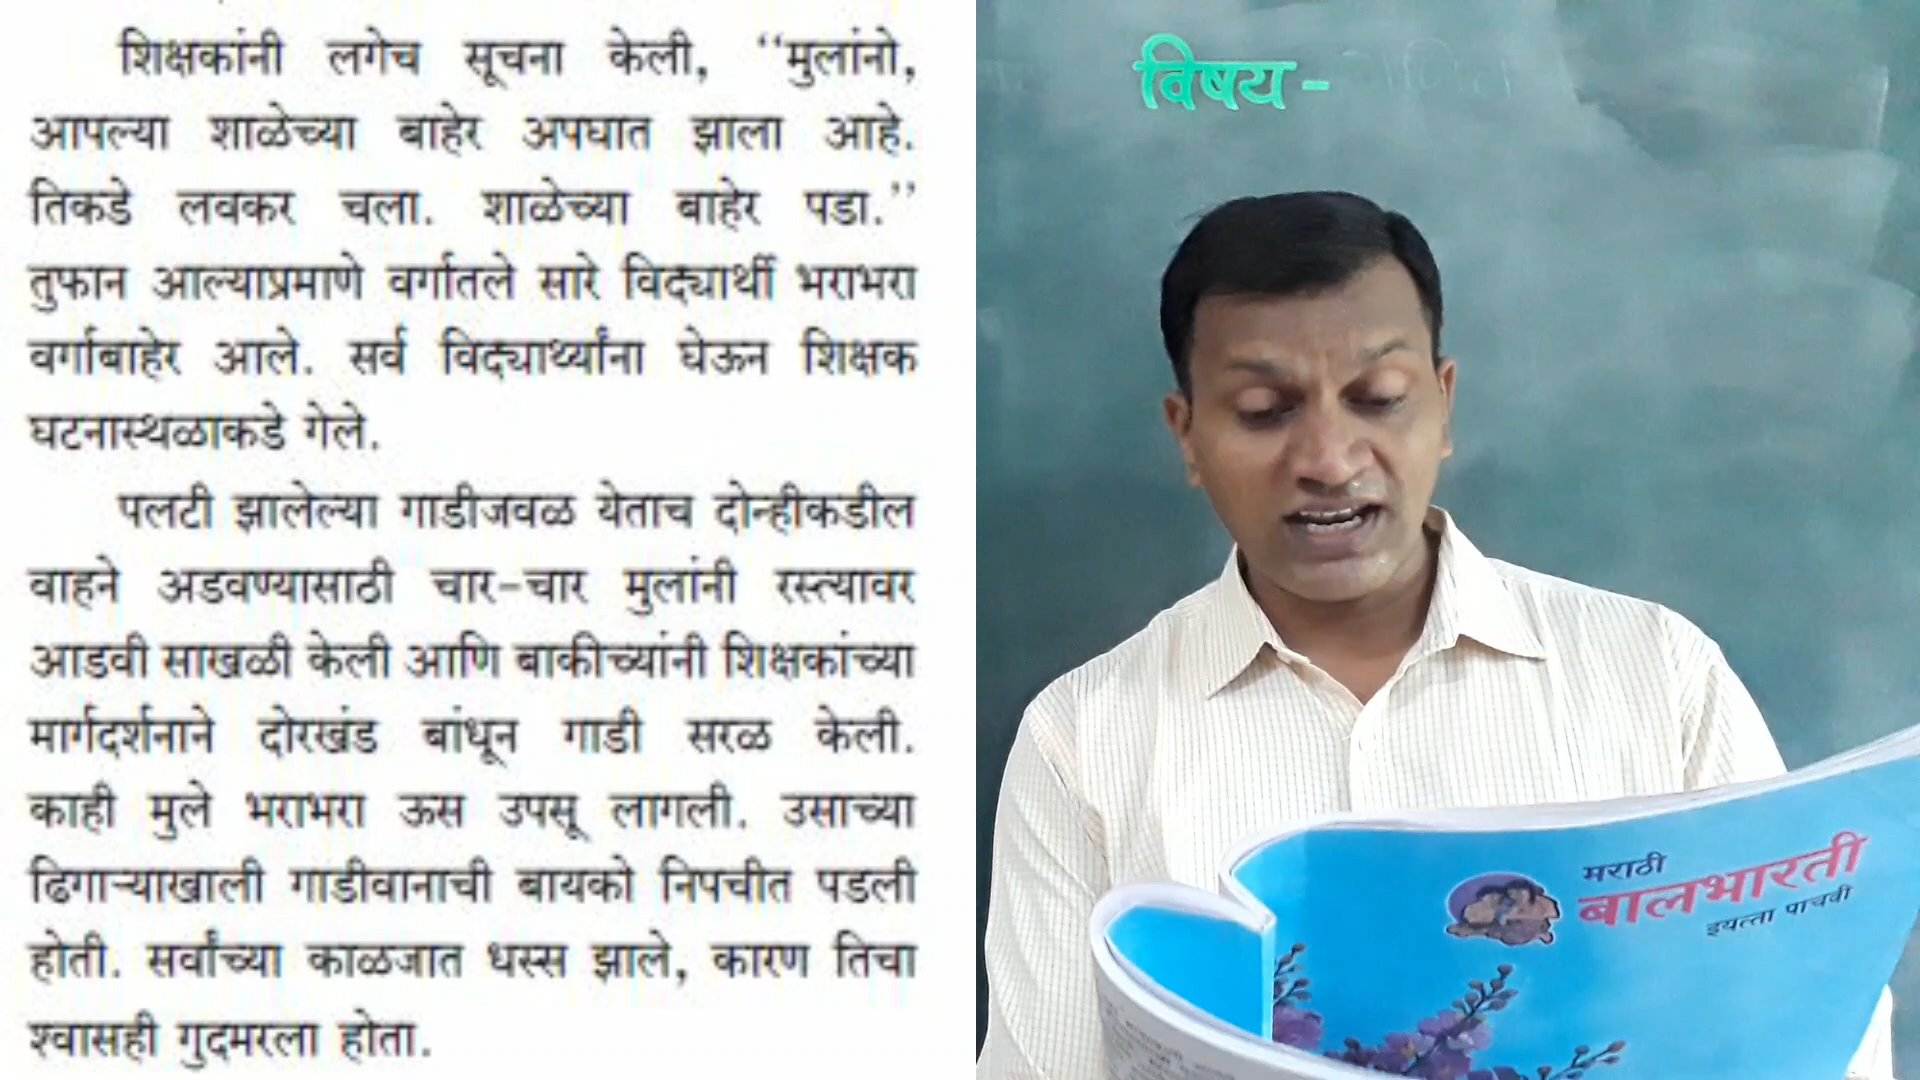 शिक्षकांनी लगेच सूचना केली, “मुलांनो,
आपल्या शाळेच्या बाहेर अपघात झाला आहे.
तिकडे लवकर चला. शाळेच्या बाहेर पडा.”
तुफान आल्याप्रमाणे वर्गातले सारे विद्यार्थी भराभरा
वर्गाबाहेर आले. सर्व विद्यार्थ्यांना घेऊन शिक्षक
घटनास्थळाकडे गेले.
पलटी झालेल्या गाडीजवळ येताच दोन्हीकडील
वाहने अडवण्यासाठी चार-चार मुलांनी रस्त्यावर
आडवी साखळी केली आणि बाकीच्यांनी शिक्षकांच्या
मार्गदर्शनाने दोरखंड बांधून गाडी सरळ केली.
काही मुले भराभरा ऊस उपसू लागली. उसाच्या
ढिगाऱ्याखाली गाडीवानाची बायको निपचीत पडली
होती. सर्वांच्या काळजात धस्स झाले, कारण तिचा
श्वासही गुदमरला होता.
विषय -
मराठी
बालभारती
इयत्ता पाचवी